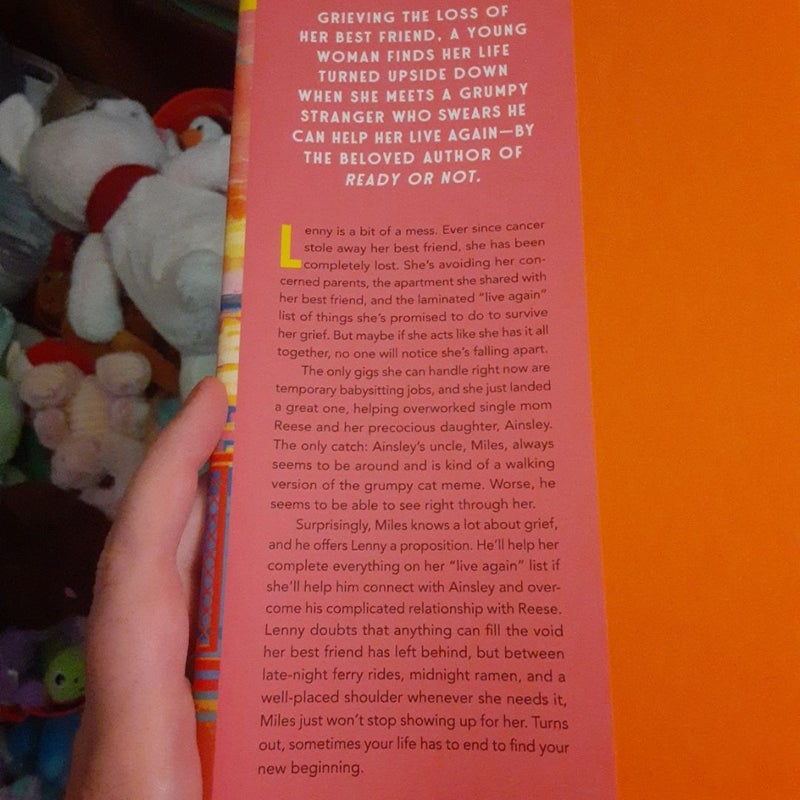 GRIEVING THE LOSS OF
HER BEST FRIEND, A YOUNG
WOMAN FINDS HER LIFE
TURNED UPSIDE DOWN
WHEN SHE MEETS A GRUMPY
STRANGER WHO SWEARS HE
CAN HELP HER LIVE AGAIN—BY
THE BELOVED AUTHOR OF
READY OR NOT.
Lenny is a bit of a mess. Ever since cancer
stole away her best friend, she has been
completely lost. She's avoiding her con-
cerned parents, the apartment she shared with
her best friend, and the laminated "live again"
list of things she's promised to do to survive
her grief. But maybe if she acts like she has it all
together, no one will notice she's falling apart.
The only gigs she can handle right now are
temporary babysitting jobs, and she just landed
a great one, helping overworked single mom
Reese and her precocious daughter, Ainsley.
The only catch: Ainsley's uncle, Miles, always
seems to be around and is kind of a walking
version of the grumpy cat meme. Worse, he
seems to be able to see right through her.
Surprisingly, Miles knows a lot about grief,
and he offers Lenny a proposition. He'll help her
complete everything on her "live again" list if
she'll help him connect with Ainsley and over-
come his complicated relationship with Reese.
Lenny doubts that anything can fill the void
her best friend has left behind, but between
late-night ferry rides, midnight ramen, and a
well-placed shoulder whenever she needs it,
Miles just won't stop showing up for her. Turns
out, sometimes your life has to end to find your
new beginning.